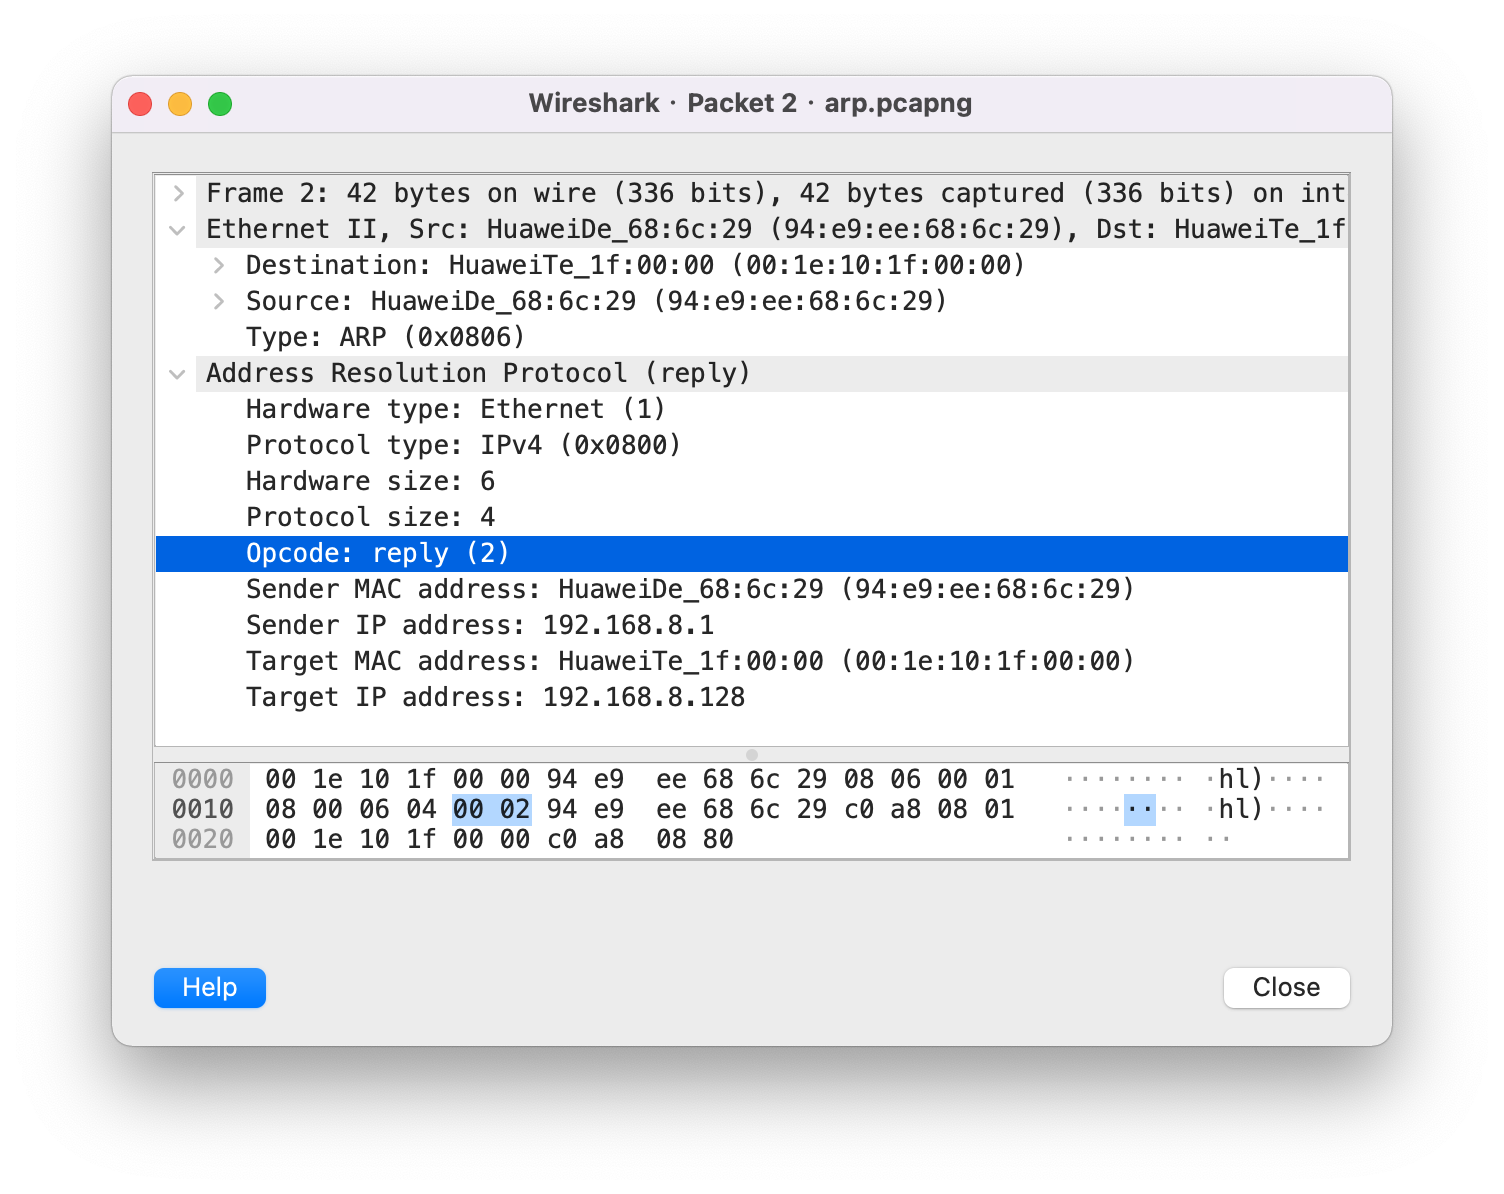 Wireshark · Packet 2 · arp.pcapng
Frame 2: 42 bytes on wire (336 bits), 42 bytes captured (336 bits) on int
Ethernet II, Src: HuaweiDe_68:6c:29 (94:e9:ee:68:6c:29), Dst: HuaweiTe_1f
Destination: HuaweiTe_1f:00:00 (00:1e:10:1f:00:00)
Source: HuaweiDe_68:6c:29 (94:e9:ee:68:6c:29)
Type: ARP (0x0806)
Address Resolution Protocol (reply)
Hardware type: Ethernet (1)
Protocol type: IPv4 (0x0800)
Hardware size: 6
Protocol size: 4
Opcode: reply (2)
Sender MAC address: HuaweiDe_68:6c:29 (94:e9:ee:68:6c:29)
Sender IP address: 192.168.8.1
Target MAC address: HuaweiTe_1f:00:00 (00:1e:10:1f:00:00)
Target IP address: 192.168.8.128
0000 00 1e 10 1f 00 00 94 e9 ee 68 6c 29 08 06 00 01 ········ ·hl)····
0010 08 00 06 04 00 02 94 e9 ee 68 6c 29 c0 a8 08 01 ········ ·hl)····
0020 00 1e 10 1f 00 00 c0 a8 08 80 ········ ··
Help Close